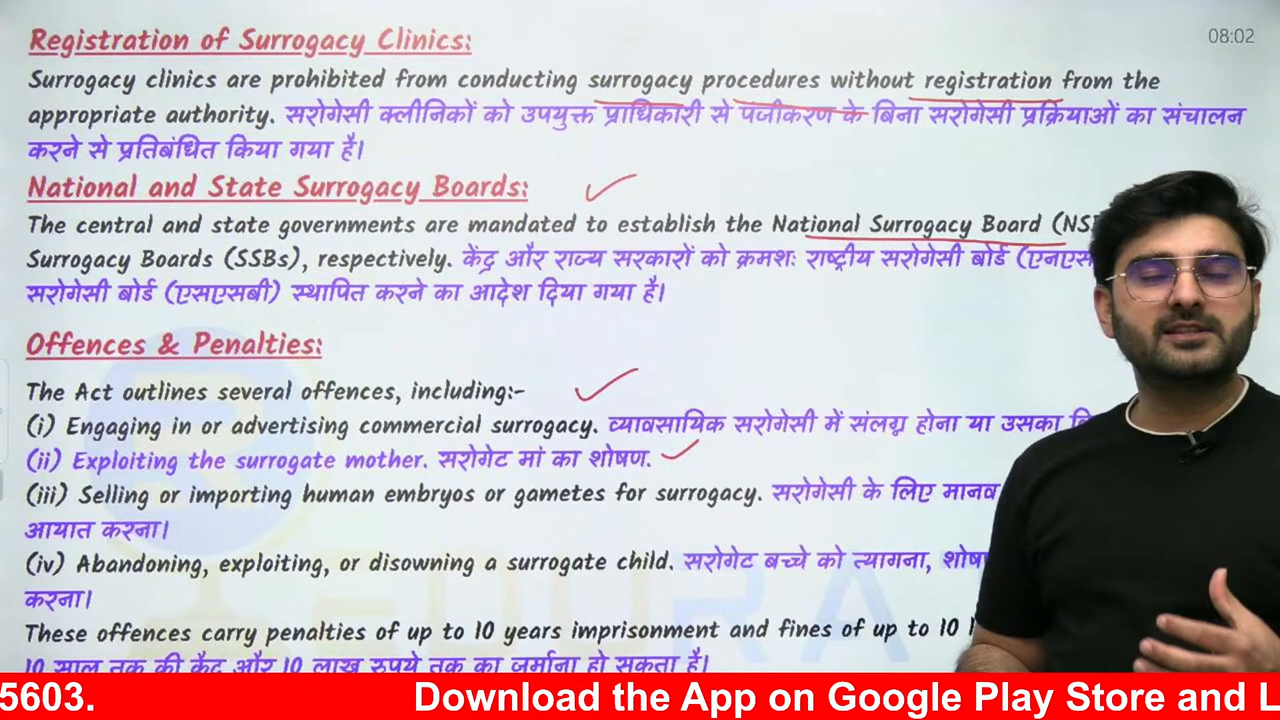 Registration of Surrogacy Clinics:
08:02
Surrogacy clinics are prohibited from conducting surrogacy procedures without registration from the
appropriate authority. सरोगेसी क्लीनिकों को उपयुक्त प्राधिकारी से पंजीकरण के बिना सरोगेसी प्रक्रियाओं का संचालन
करने से प्रतिबंधित किया गया है।
National and State Surrogacy Boards:
The central and state governments are mandated to establish the National Surrogacy Board
Surrogacy Boards (SSBs), respectively. केंद्र और राज्य सरकारों को क्रमशः राष्ट्रीय सरोगेसी बोर्ड
सरोगेसी बोर्ड (एसएसबी) स्थापित करने का आदेश दिया गया है।
Offences & Penalties:
The Act outlines several offences, including:-
(i) Engaging in or advertising commercial surrogacy. व्यावसायिक सरोगेसी में संलग्न होना या उसका
(ii) Exploiting the surrogate mother. सरोगेट मां का शोषण.
(iii) Selling or importing human embryos or gametes for surrogacy. सरोगेसी के लिए मानव
आयात करना।
(iv) Abandoning, exploiting, or disowning a surrogate child. सरोगेट बच्चे को त्यागना,
करना।
These offences carry penalties of up to 10 years imprisonment and fines of up to 10
10 साल तक की कैद और 10 लाख रुपये तक का जुर्माना हो सकता है।
5603. Download the App on Google Play Store and